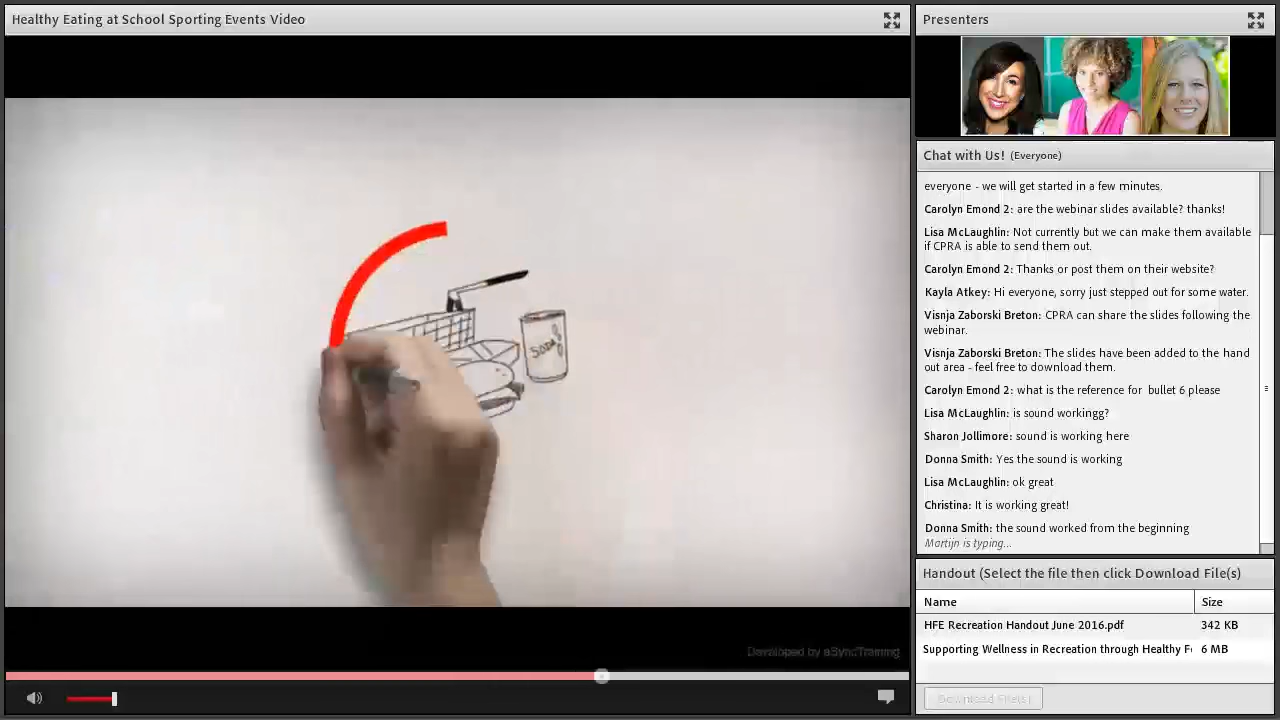 Healthy Eating at School Sporting Events Video
SODA
Developed by eSyncTraining
Presenters
Chat with Us! (Everyone)
everyone - we will get started in a few minutes.
Carolyn Emond 2: are the webinar slides available? thanks!
Lisa McLaughlin: Not currently but we can make them available
if CPRA is able to send them out.
Carolyn Emond 2: Thanks or post them on their website?
Kayla Atkey: Hi everyone, sorry just stepped out for some water.
Visnja Zaborski Breton: CPRA can share the slides following the
webinar.
Visnja Zaborski Breton: The slides have been added to the hand
out area - feel free to download them.
Carolyn Emond 2: what is the reference for bullet 6 please
Lisa McLaughlin: is sound workingg?
Sharon Jollimore: sound is working here
Donna Smith: Yes the sound is working
Lisa McLaughlin: ok great
Christina: It is working great!
Donna Smith: the sound worked from the beginning
Martijn is typing...
Handout (Select the file then click Download File(s)
Name Size
HFE Recreation Handout June 2016.pdf 342 KB
Supporting Wellness in Recreation through Healthy 6 MB
Download File(s)